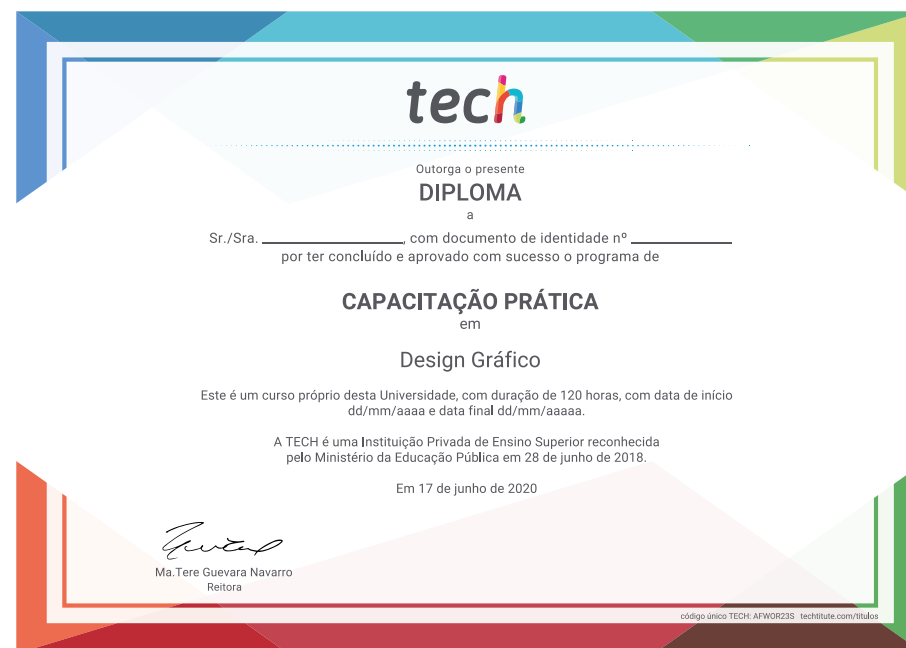 tech
Outorga o presente
DIPLOMA
a
Sr./Sra. ____________________, com documento de identidade nº ______________
por ter concluído e aprovado com sucesso o programa de
CAPACITAÇÃO PRÁTICA
em
Design Gráfico
Este é um curso próprio desta Universidade, com duração de 120 horas, com data de início
dd/mm/aaaa e data final dd/mm/aaaaa.
A TECH é uma Instituição Privada de Ensino Superior reconhecida
pelo Ministério da Educação Pública em 28 de junho de 2018.
Em 17 de junho de 2020
Ma.Tere Guevara Navarro
Reitora
código único TECH: AFWOR23S techtitute.com/títulos